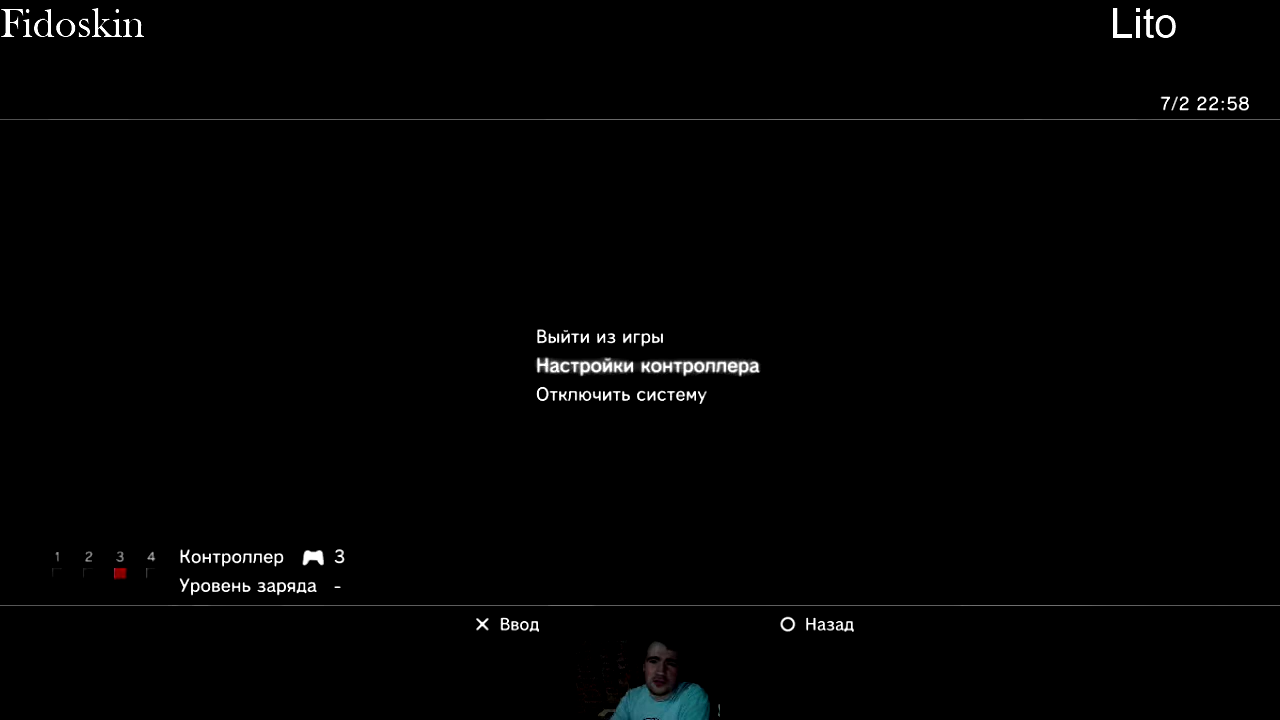 Fidoskin
Lito
7/2 22:58
Выйти из игры
Настройки контроллера
Отключить систему
1 2 3 4
Контроллер 3
Уровень заряда -
Ввод
Назад